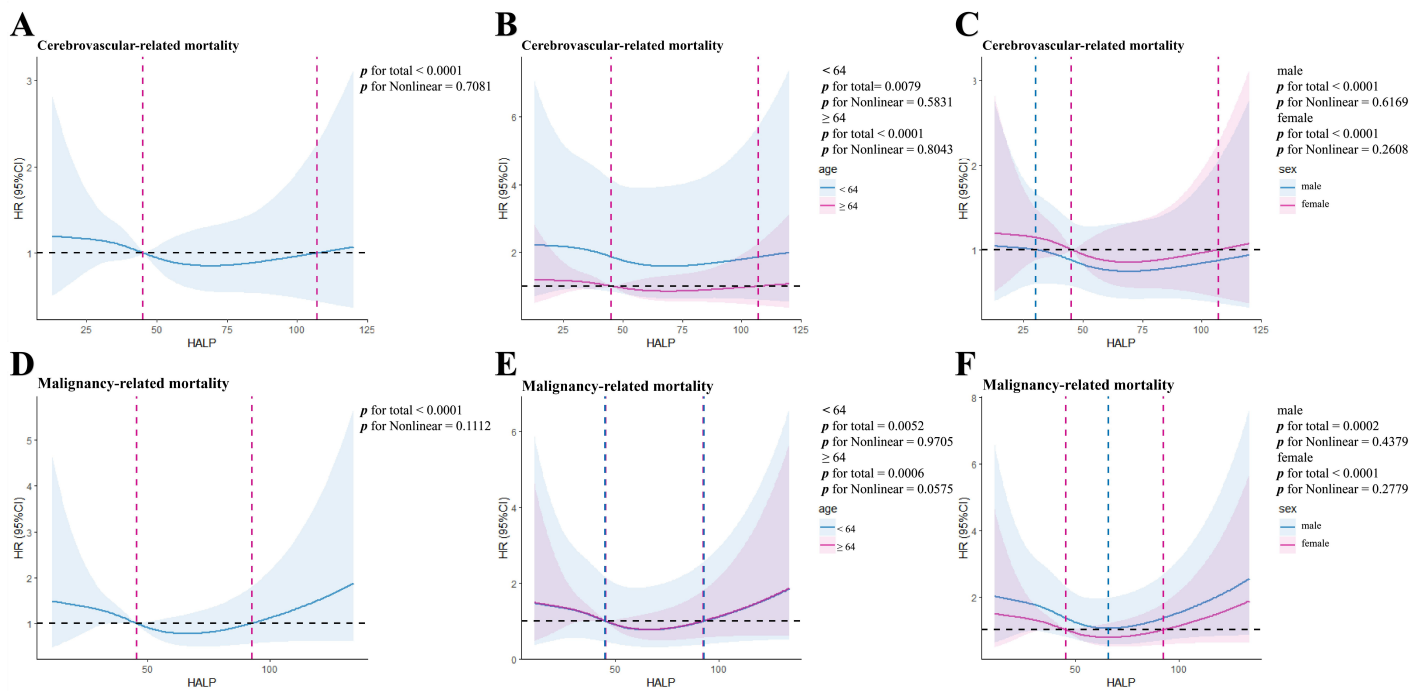 A
Cerebrovascular-related mortality
p for total < 0.0001
p for Nonlinear = 0.7081
HR (95%CI)
3
2
1
25
50
75
100
125
HALP
B
Cerebrovascular-related mortality
< 64
p for total= 0.0079
p for Nonlinear = 0.5831
≥ 64
p for total < 0.0001
p for Nonlinear = 0.8043
age
< 64
≥ 64
HR (95%CI)
6
4
2
25
50
75
100
125
HALP
C
Cerebrovascular-related mortality
male
p for total < 0.0001
p for Nonlinear = 0.6169
female
p for total < 0.0001
p for Nonlinear = 0.2608
sex
male
female
HR (95%CI)
3
2
1
25
50
75
100
125
HALP
D
Malignancy-related mortality
p for total < 0.0001
p for Nonlinear = 0.1112
HR (95%CI)
5
4
3
2
1
50
100
HALP
E
Malignancy-related mortality
< 64
p for total = 0.0052
p for Nonlinear = 0.9705
≥ 64
p for total = 0.0006
p for Nonlinear = 0.0575
age
< 64
≥ 64
HR (95%CI)
6
4
2
0
50
100
HALP
F
Malignancy-related mortality
male
p for total = 0.0002
p for Nonlinear = 0.4379
female
p for total < 0.0001
p for Nonlinear = 0.2779
sex
male
female
HR (95%CI)
8
6
4
2
50
100
HALP